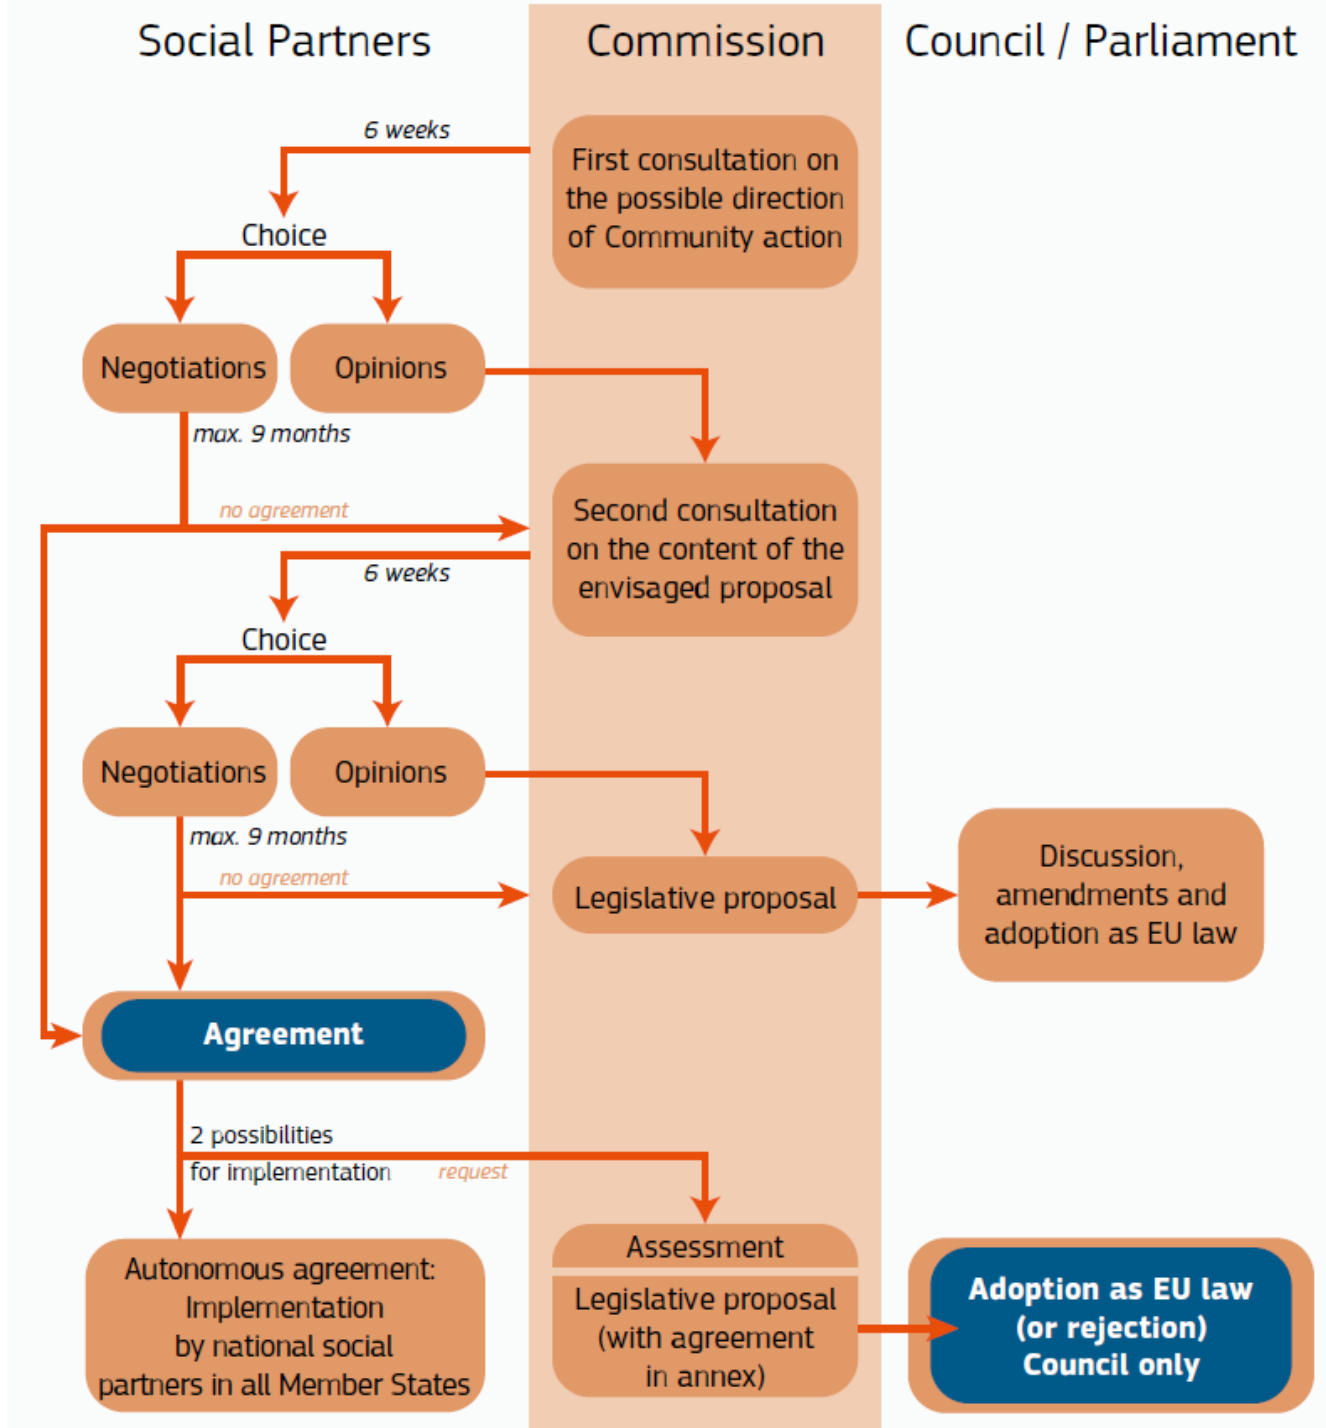 Social Partners
Commission
Council / Parliament
6 weeks
First consultation on
the possible direction
of Community action
Choice
Negotiations
Opinions
max. 9 months
no agreement
Second consultation
on the content of the
envisaged proposal
6 weeks
Choice
Negotiations
Opinions
max. 9 months
no agreement
Legislative proposal
Discussion,
amendments and
adoption as EU law
Agreement
2 possibilities
for implementation
request
Autonomous agreement:
Implementation
by national social
partners in all Member States
Assessment
Legislative proposal
(with agreement
in annex)
Adoption as EU law
(or rejection)
Council only